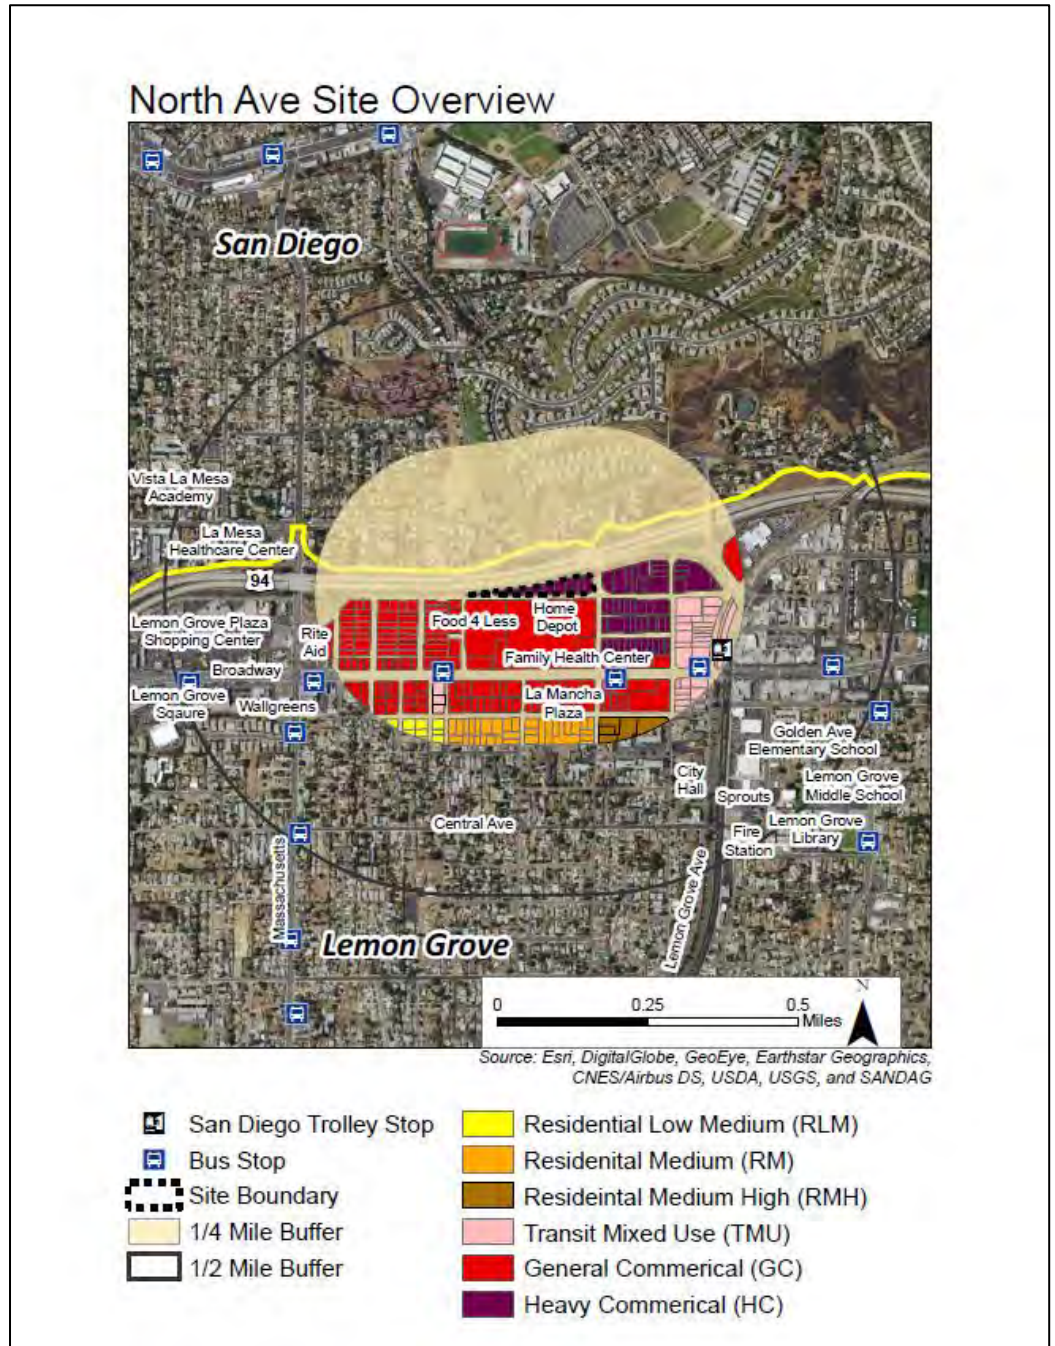 North Ave Site Overview
San Diego
Vista La Mesa
Academy
La Mesa
Healthcare Center
94
Lemon Grove Plaza
Shopping Center
Rite
Aid
Food 4 Less
Home
Depot
Broadway
Family Health Center
Lemon Grove
Sqaure
Wallgreens
La Mancha
Plaza
Golden Ave
Elementary School
City
Hall
Sprouts
Lemon Grove
Middle School
Central Ave
Fire
Station
Lemon Grove
Library
Massachusetts
Lemon Grove Ave
Lemon Grove
0 0.25 0.5
Miles
N
Source: Esri, DigitalGlobe, GeoEye, Earthstar Geographics,
CNES/Airbus DS, USDA, USGS, and SANDAG
San Diego Trolley Stop
Bus Stop
Site Boundary
1/4 Mile Buffer
1/2 Mile Buffer
Residential Low Medium (RLM)
Residenital Medium (RM)
Resideintal Medium High (RMH)
Transit Mixed Use (TMU)
General Commerical (GC)
Heavy Commerical (HC)